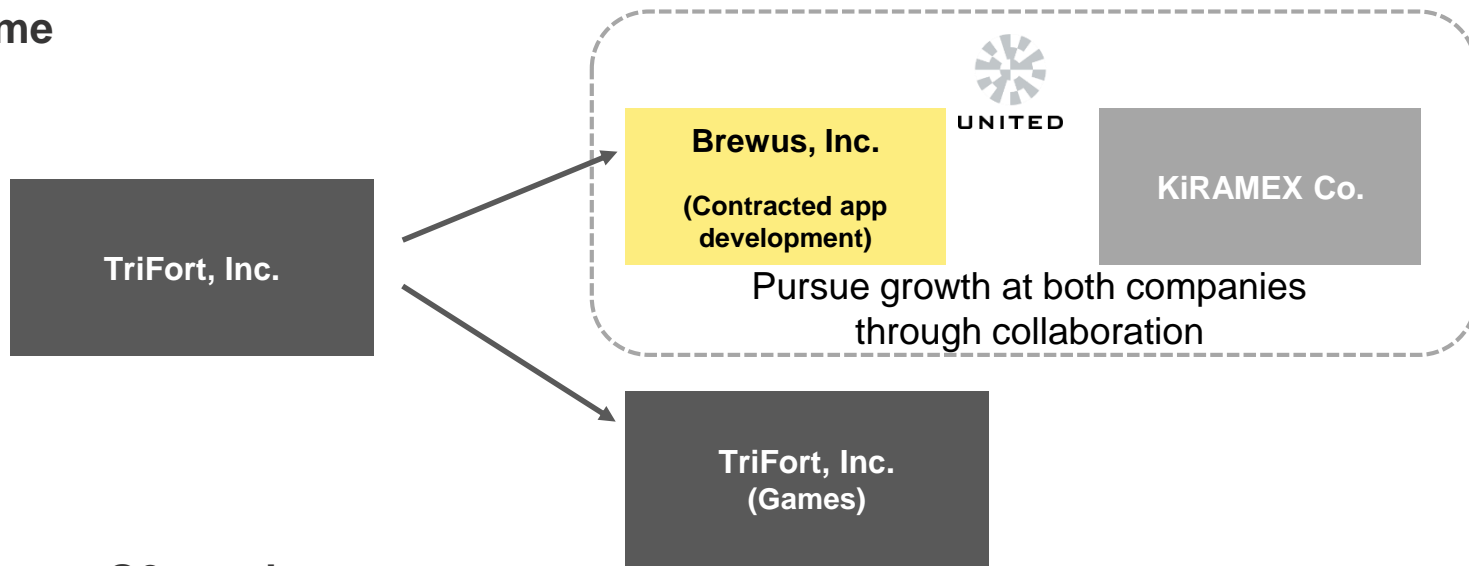 me
UNITED
Brewus, Inc.
(Contracted app
development)
KiRAMEX Co.
TriFort, Inc.
Pursue growth at both companies
through collaboration
TriFort, Inc.
(Games)